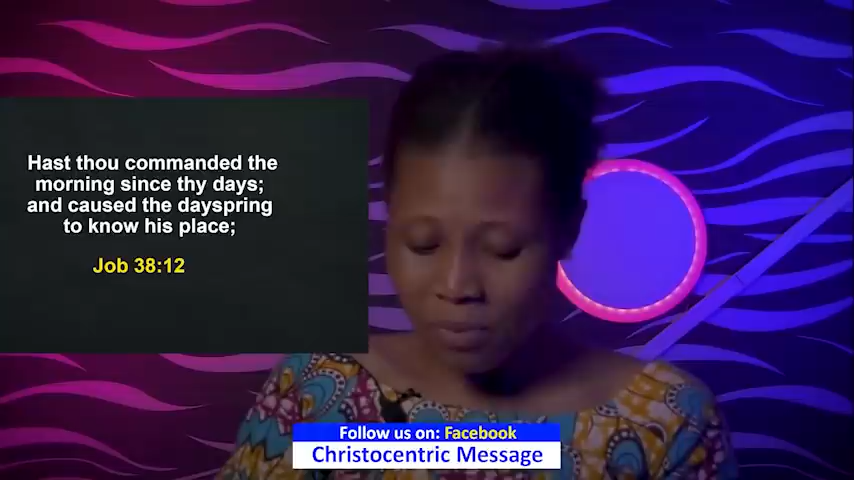 Hast thou commanded the
morning since thy days;
and caused the dayspring
to know his place;
Job 38:12
Follow us on: Facebook
Christocentric Message